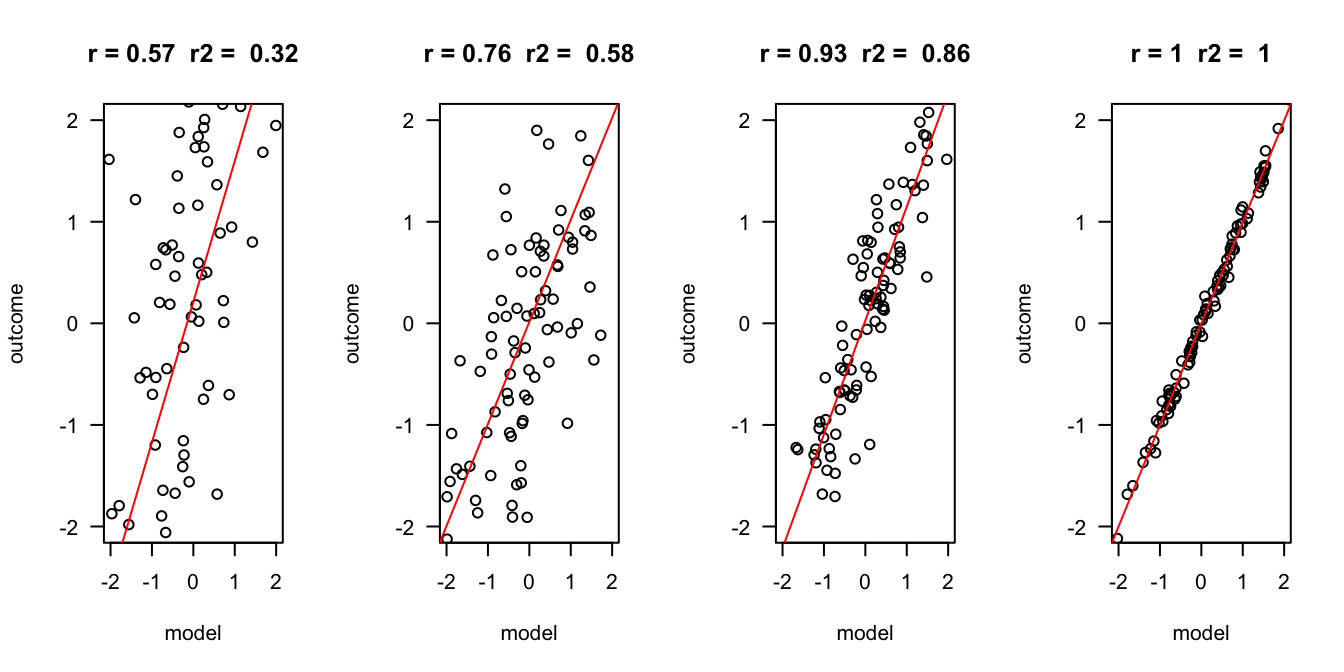 r = 0.57  r2 =  0.32
outcome
2
1
0
-1
-2
-2 -1 0 1 2
model
r = 0.76  r2 =  0.58
outcome
2
1
0
-1
-2
-2 -1 0 1 2
model
r = 0.93  r2 =  0.86
outcome
2
1
0
-1
-2
-2 -1 0 1 2
model
r = 1  r2 =  1
outcome
2
1
0
-1
-2
-2 -1 0 1 2
model